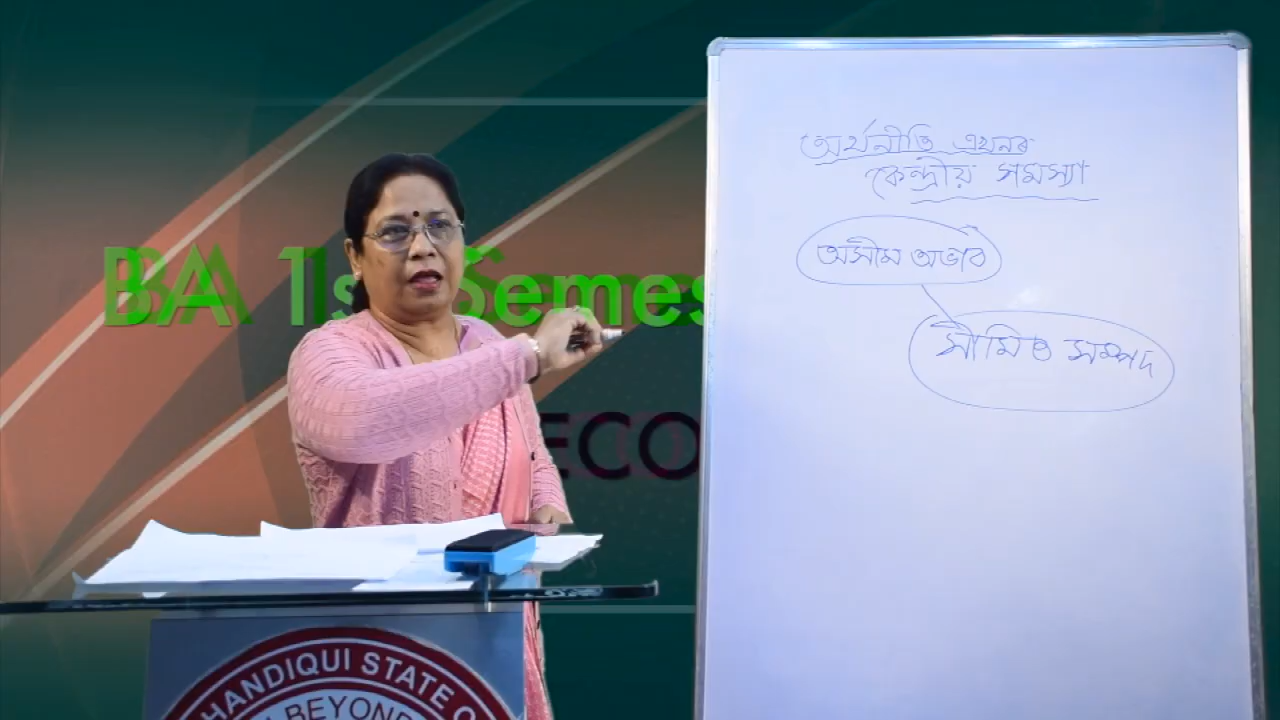 অৰ্থনীতি এখনৰ
কেন্দ্ৰীয় সমস্যা
অসীম অভাৱ
সীমিত সম্পদ
BA 1st Semes
ECO
HANDIQUI STATE O
BEYOND